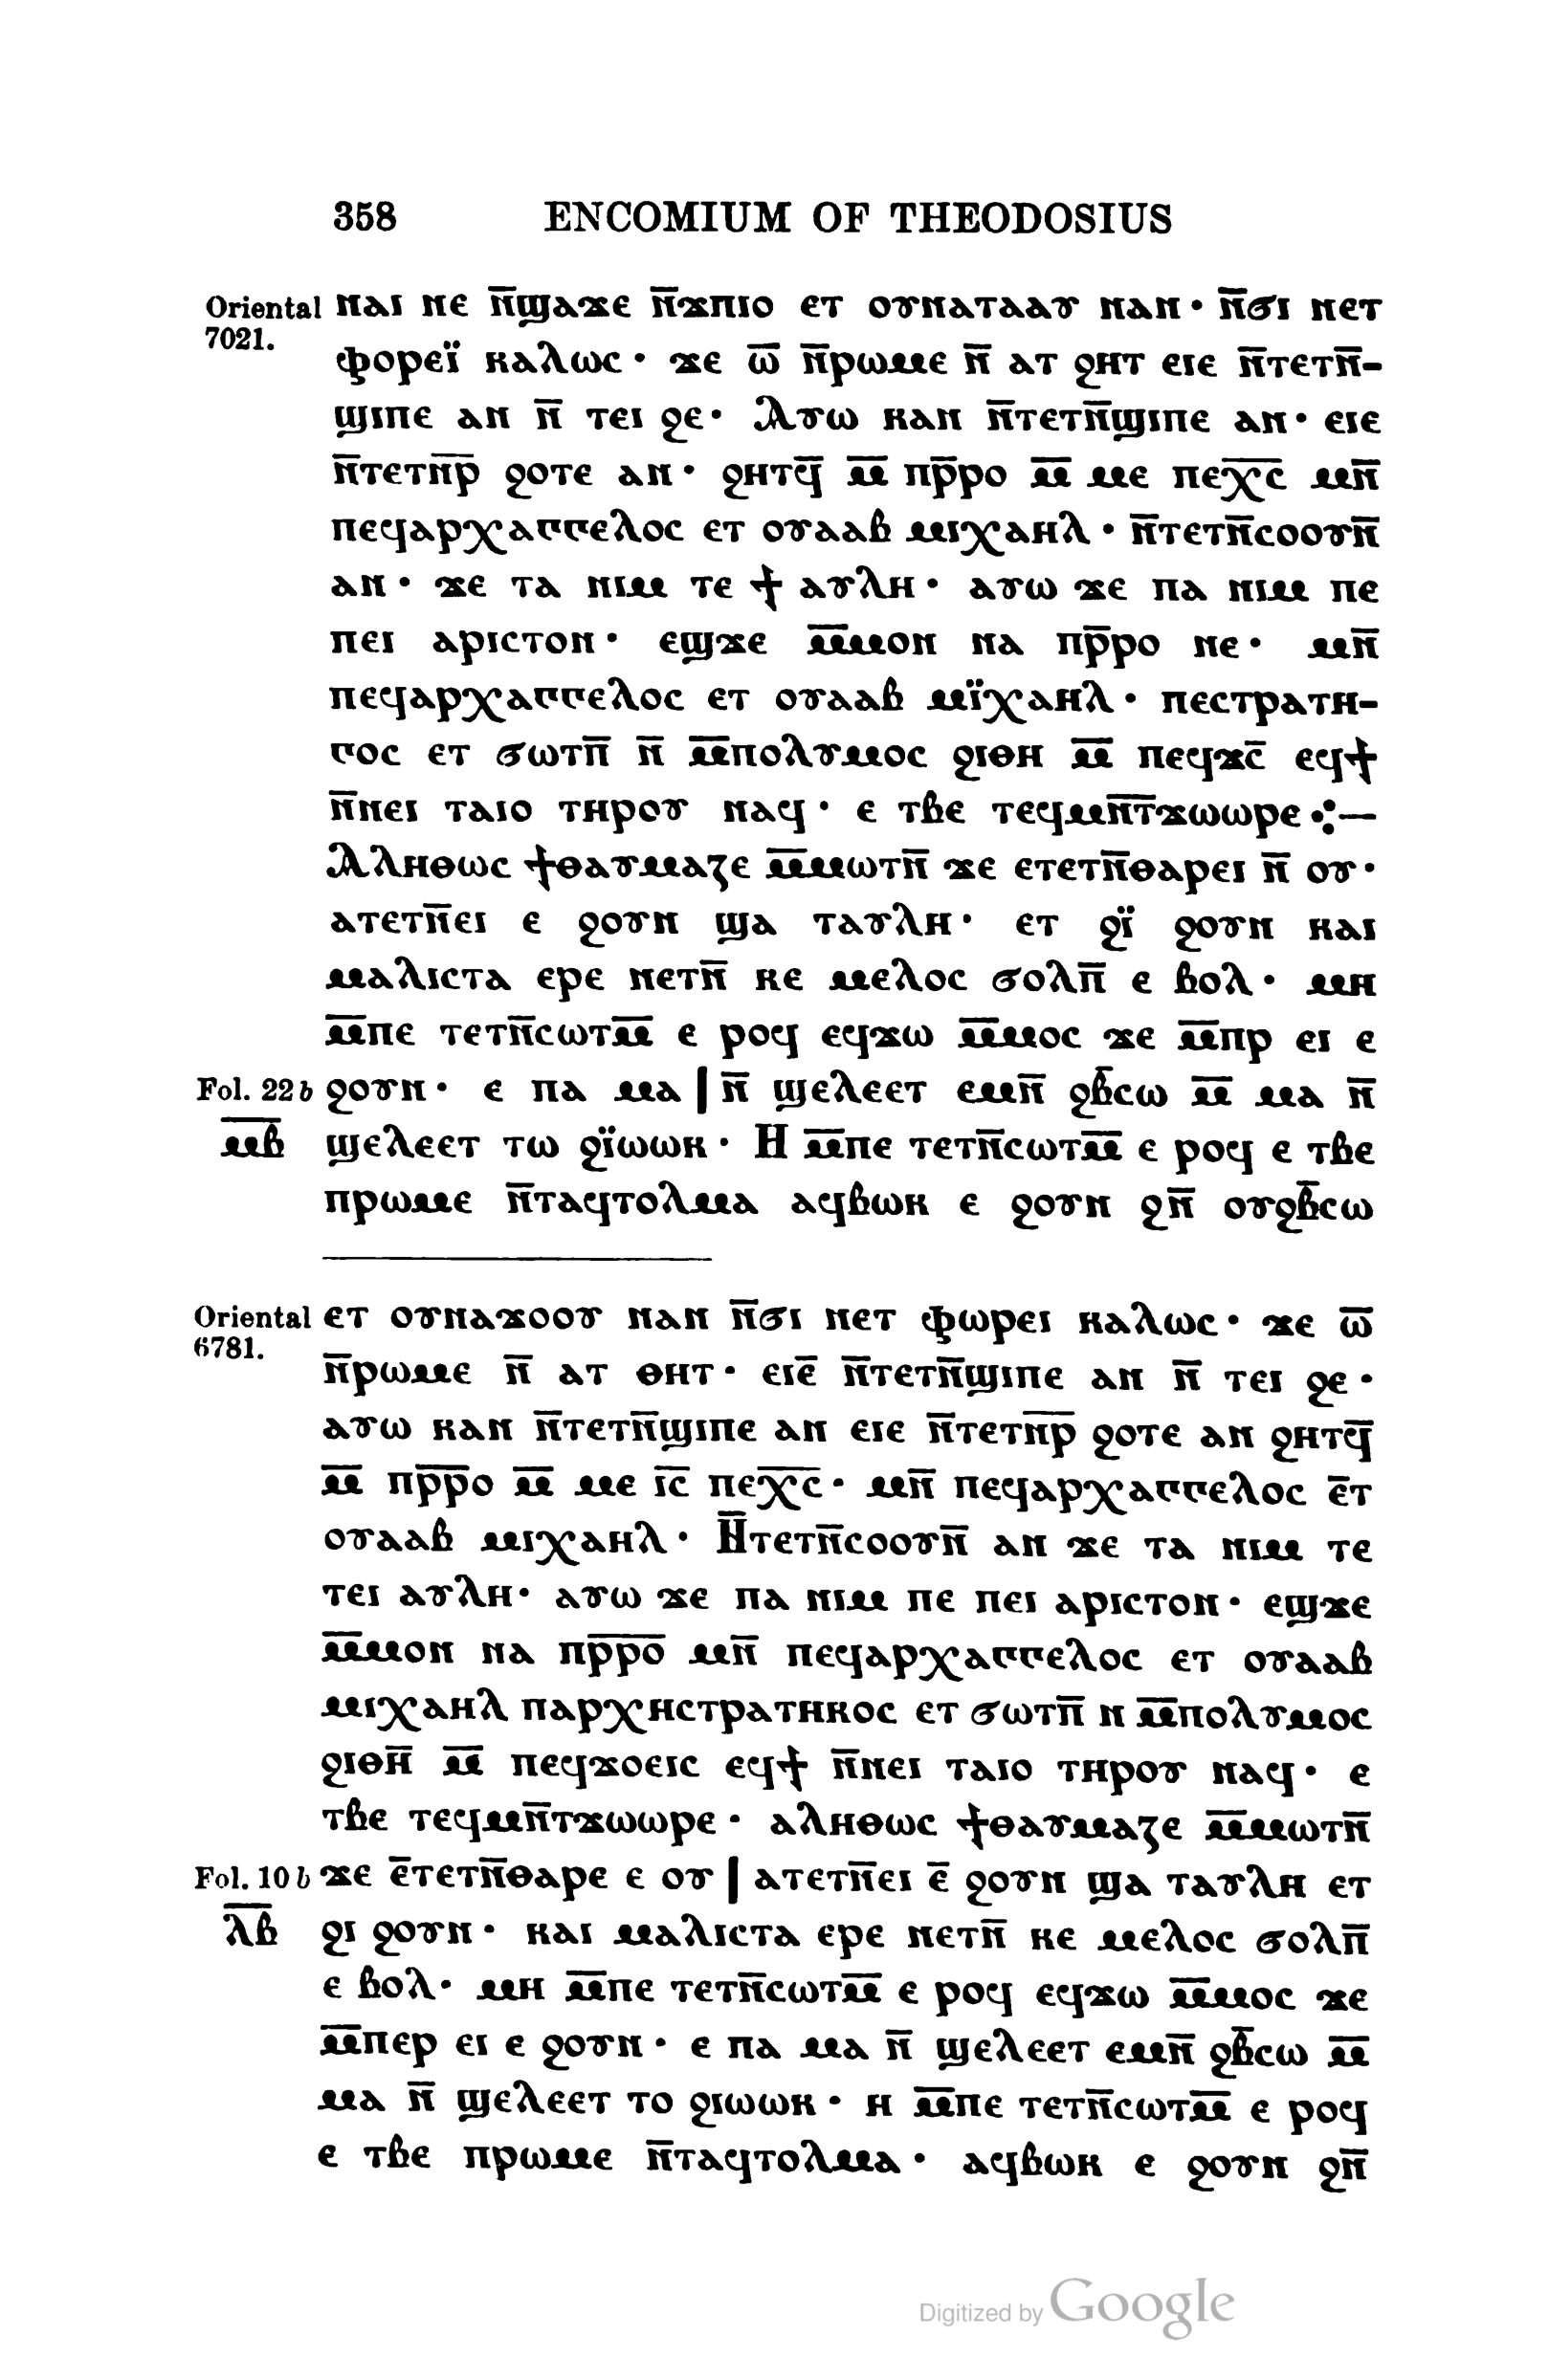 358 ENCOMIUM OF THEODOSIUS
Oriental ⲛⲁⲓ ⲛⲉ ⲛ̄ϣⲁϫⲉ ⲛ̄ϫⲡⲓⲟ ⲉⲧ ⲟⲩⲛⲁⲧⲁⲁⲩ ⲛⲁⲛ · ⲛ̄ϭⲓ ⲛⲉⲧ
7021. ⲫⲟⲣⲉⲓ̈ ⲕⲁⲗⲱⲥ · ϫⲉ ⲱ̄ ⲛ̄ⲣⲱⲙⲉ ⲛ̄ ⲁⲧ ϩⲏⲧ ⲉⲓⲉ ⲛ̄ⲧⲉⲧⲛ̄-
ϣⲓⲡⲉ ⲁⲛ ⲛ̄ ⲧⲉⲓ ϩⲉ · Ⲁⲩⲱ ⲕⲁⲛ ⲛ̄ⲧⲉⲧⲛ̄ϣⲓⲡⲉ ⲁⲛ · ⲉⲓⲉ
ⲛ̄ⲧⲉⲧⲛ̄ⲣ̄ ϩⲟⲧⲉ ⲁⲛ · ϩⲏⲧϥ̄ ⲙ̄ ⲡⲣ̄ⲣⲟ ⲙ̄ ⲙⲉ ⲡⲉⲭ̄ⲥ̄ ⲙⲛ̄
ⲡⲉϥⲁⲣⲭⲁⲅⲅⲉⲗⲟⲥ ⲉⲧ ⲟⲩⲁⲁⲃ ⲙⲓⲭⲁⲏⲗ · ⲛ̄ⲧⲉⲧⲛ̄ⲥⲟⲟⲩⲛ̄
ⲁⲛ · ϫⲉ ⲧⲁ ⲛⲓⲙ ⲧⲉ ϯ ⲁⲩⲗⲏ · ⲁⲩⲱ ϫⲉ ⲡⲁ ⲛⲓⲙ ⲡⲉ
ⲡⲉⲓ ⲁⲣⲓⲥⲧⲟⲛ · ⲉϣϫⲉ ⲙ̄ⲙⲟⲛ ⲛⲁ ⲡⲣ̄ⲣⲟ ⲛⲉ · ⲙⲛ̄
ⲡⲉϥⲁⲣⲭⲁⲅⲅⲉⲗⲟⲥ ⲉⲧ ⲟⲩⲁⲁⲃ ⲙⲓ̈ⲭⲁⲏⲗ · ⲡⲉⲥⲧⲣⲁⲧⲏ-
ⲅⲟⲥ ⲉⲧ ϭⲱⲧⲡ̄ ⲛ̄ ⲙ̄ⲡⲟⲗⲩⲙⲟⲥ ϩⲓⲑⲏ ⲙ̄ ⲡⲉϥϫⲥ̄ ⲉϥϯ
ⲛ̄ⲛⲉⲓ ⲧⲁⲓⲟ ⲧⲏⲣⲟⲩ ⲛⲁϥ · ⲉ ⲧⲃⲉ ⲧⲉϥⲙⲛ̄ⲧ̄ϫⲱⲱⲣⲉ ⁖—
Ⲁⲗⲏⲑⲱⲥ ϯⲑⲁⲩⲙⲁⲍⲉ ⲙ̄ⲙⲱⲧⲛ̄ ϫⲉ ⲉⲧⲉⲧⲛ̄ⲑⲁⲣⲉⲓ ⲛ̄ ⲟⲩ ·
ⲁⲧⲉⲧⲛ̄ⲉⲓ ⲉ ϩⲟⲩⲛ ϣⲁ ⲧⲁⲩⲗⲏ · ⲉⲧ ϩⲓ̈ ϩⲟⲩⲛ ⲕⲁⲓ
ⲙⲁⲗⲓⲥⲧⲁ ⲉⲣⲉ ⲛⲉⲧⲛ̄ ⲕⲉ ⲙⲉⲗⲟⲥ ϭⲟⲗⲡ̄ ⲉ ⲃⲟⲗ · ⲙⲏ
ⲙ̄ⲡⲉ ⲧⲉⲧⲛ̄ⲥⲱⲧⲙ̄ ⲉ ⲣⲟϥ ⲉϥϫⲱ ⲙ̄ⲙⲟⲥ ϫⲉ ⲙ̄ⲡⲣ ⲉⲓ ⲉ
Fol. 22 b ϩⲟⲩⲛ · ⲉ ⲡⲁ ⲙⲁ | ⲛ̄ ϣⲉⲗⲉⲉⲧ ⲉⲙⲛ̄ ϩⲃ̄ⲥⲱ ⲙ̄ ⲙⲁ ⲛ̄
ⲙ̄ⲃ̄ ϣⲉⲗⲉⲉⲧ ⲧⲱ ϩⲓ̈ⲱⲱⲕ · Ⲏ ⲙ̄ⲡⲉ ⲧⲉⲧⲛ̄ⲥⲱⲧⲙ̄ ⲉ ⲣⲟϥ ⲉ ⲧⲃⲉ
ⲡⲣⲱⲙⲉ ⲛ̄ⲧⲁϥⲧⲟⲗⲙⲁ ⲁϥⲃⲱⲕ ⲉ ϩⲟⲩⲛ ϩⲛ̄ ⲟⲩϩⲃ̄ⲥⲱ
Oriental ⲉⲧ ⲟⲩⲛⲁϫⲟⲟⲩ ⲛⲁⲛ ⲛ̄ϭⲓ ⲛⲉⲧ ⲫⲱⲣⲉⲓ ⲕⲁⲗⲱⲥ · ϫⲉ ⲱ̄
6781. ⲛ̄ⲣⲱⲙⲉ ⲛ̄ ⲁⲧ ⲑⲏⲧ · ⲉⲓⲉ̄ ⲛ̄ⲧⲉⲧⲛ̄ϣⲓⲡⲉ ⲁⲛ ⲛ̄ ⲧⲉⲓ ϩⲉ ·
ⲁⲩⲱ ⲕⲁⲛ ⲛ̄ⲧⲉⲧⲛ̄ϣⲓⲡⲉ ⲁⲛ ⲉⲓⲉ ⲛ̄ⲧⲉⲧⲛ̄ⲣ̄ ϩⲟⲧⲉ ⲁⲛ ϩⲏⲧϥ̄
ⲙ̄ ⲡⲣ̄ⲣ̄ⲟ ⲙ̄ ⲙⲉ ⲓ̄ⲥ̄ ⲡⲉⲭ̄ⲥ̄ · ⲙⲛ̄ ⲡⲉϥⲁⲣⲭⲁⲅⲅⲉⲗⲟⲥ ⲉ̄ⲧ
ⲟⲩⲁⲁⲃ ⲙⲓⲭⲁⲏⲗ · Ⲛ̄ⲧⲉⲧⲛ̄ⲥⲟⲟⲩⲛ̄ ⲁⲛ ϫⲉ ⲧⲁ ⲛⲓⲙ ⲧⲉ
ⲧⲉⲓ ⲁⲩⲗⲏ · ⲁⲩⲱ ϫⲉ ⲡⲁ ⲛⲓⲙ ⲡⲉ ⲡⲉⲓ ⲁⲣⲓⲥⲧⲟⲛ · ⲉϣϫⲉ
ⲙ̄ⲙⲟⲛ ⲛⲁ ⲡⲣ̄ⲣ̄ⲟ̄ ⲙⲛ̄ ⲡⲉϥⲁⲣⲭⲁⲅⲅⲉⲗⲟⲥ ⲉⲧ ⲟⲩⲁⲁⲃ
ⲙⲓⲭⲁⲏⲗ ⲡⲁⲣⲭⲏⲥⲧⲣⲁⲧⲏⲕⲟⲥ ⲉⲧ ϭⲱⲧⲡ̄ ⲛ ⲙ̄ⲡⲟⲗⲩⲙⲟⲥ
ϩⲓⲑⲏ̄ ⲙ̄ ⲡⲉϥϫⲟⲉⲓⲥ ⲉϥϯ ⲛ̄ⲛⲉⲓ ⲧⲁⲓⲟ ⲧⲏⲣⲟⲩ ⲛⲁϥ · ⲉ
ⲧⲃⲉ ⲧⲉϥⲙⲛ̄ⲧϫⲱⲱⲣⲉ · ⲁⲗⲏⲑⲱⲥ ϯⲑⲁⲩⲙⲁⲍⲉ ⲙ̄ⲙⲱⲧⲛ̄
Fol. 10 b ϫⲉ ⲉ̄ⲧⲉⲧⲛ̄ⲑⲁⲣⲉ ⲉ ⲟⲩ | ⲁⲧⲉⲧⲛ̄ⲉⲓ ⲉ̄ ϩⲟⲩⲛ ϣⲁ ⲧⲁⲩⲗⲏ ⲉⲧ
ⲗ̄ⲃ̄ ϩⲓ ϩⲟⲩⲛ · ⲕⲁⲓ ⲙⲁⲗⲓⲥⲧⲁ ⲉⲣⲉ ⲛⲉⲧⲛ̄ ⲕⲉ ⲙⲉⲗⲟⲥ ϭⲟⲗⲡ̄
ⲉ ⲃⲟⲗ · ⲙⲏ ⲙ̄ⲡⲉ ⲧⲉⲧⲛ̄ⲥⲱⲧⲙ̄ ⲉ ⲣⲟϥ ⲉϥϫⲱ ⲙ̄ⲙⲟⲥ ϫⲉ
ⲙ̄ⲡⲉⲣ ⲉⲓ ⲉ ϩⲟⲩⲛ · ⲉ ⲡⲁ ⲙⲁ ⲛ̄ ϣⲉⲗⲉⲉⲧ ⲉⲙⲛ̄ ϩⲃ̄ⲥⲱ ⲙ̄
ⲙⲁ ⲛ̄ ϣⲉⲗⲉⲉⲧ ⲧⲟ ϩⲓⲱⲱⲕ · ⲏ ⲙ̄ⲡⲉ ⲧⲉⲧⲛ̄ⲥⲱⲧⲙ̄ ⲉ ⲣⲟϥ
ⲉ ⲧⲃⲉ ⲡⲣⲱⲙⲉ ⲛ̄ⲧⲁϥⲧⲟⲗⲙⲁ · ⲁϥⲃⲱⲕ ⲉ ϩⲟⲩⲛ ϩⲛ̄
Digitized by Google